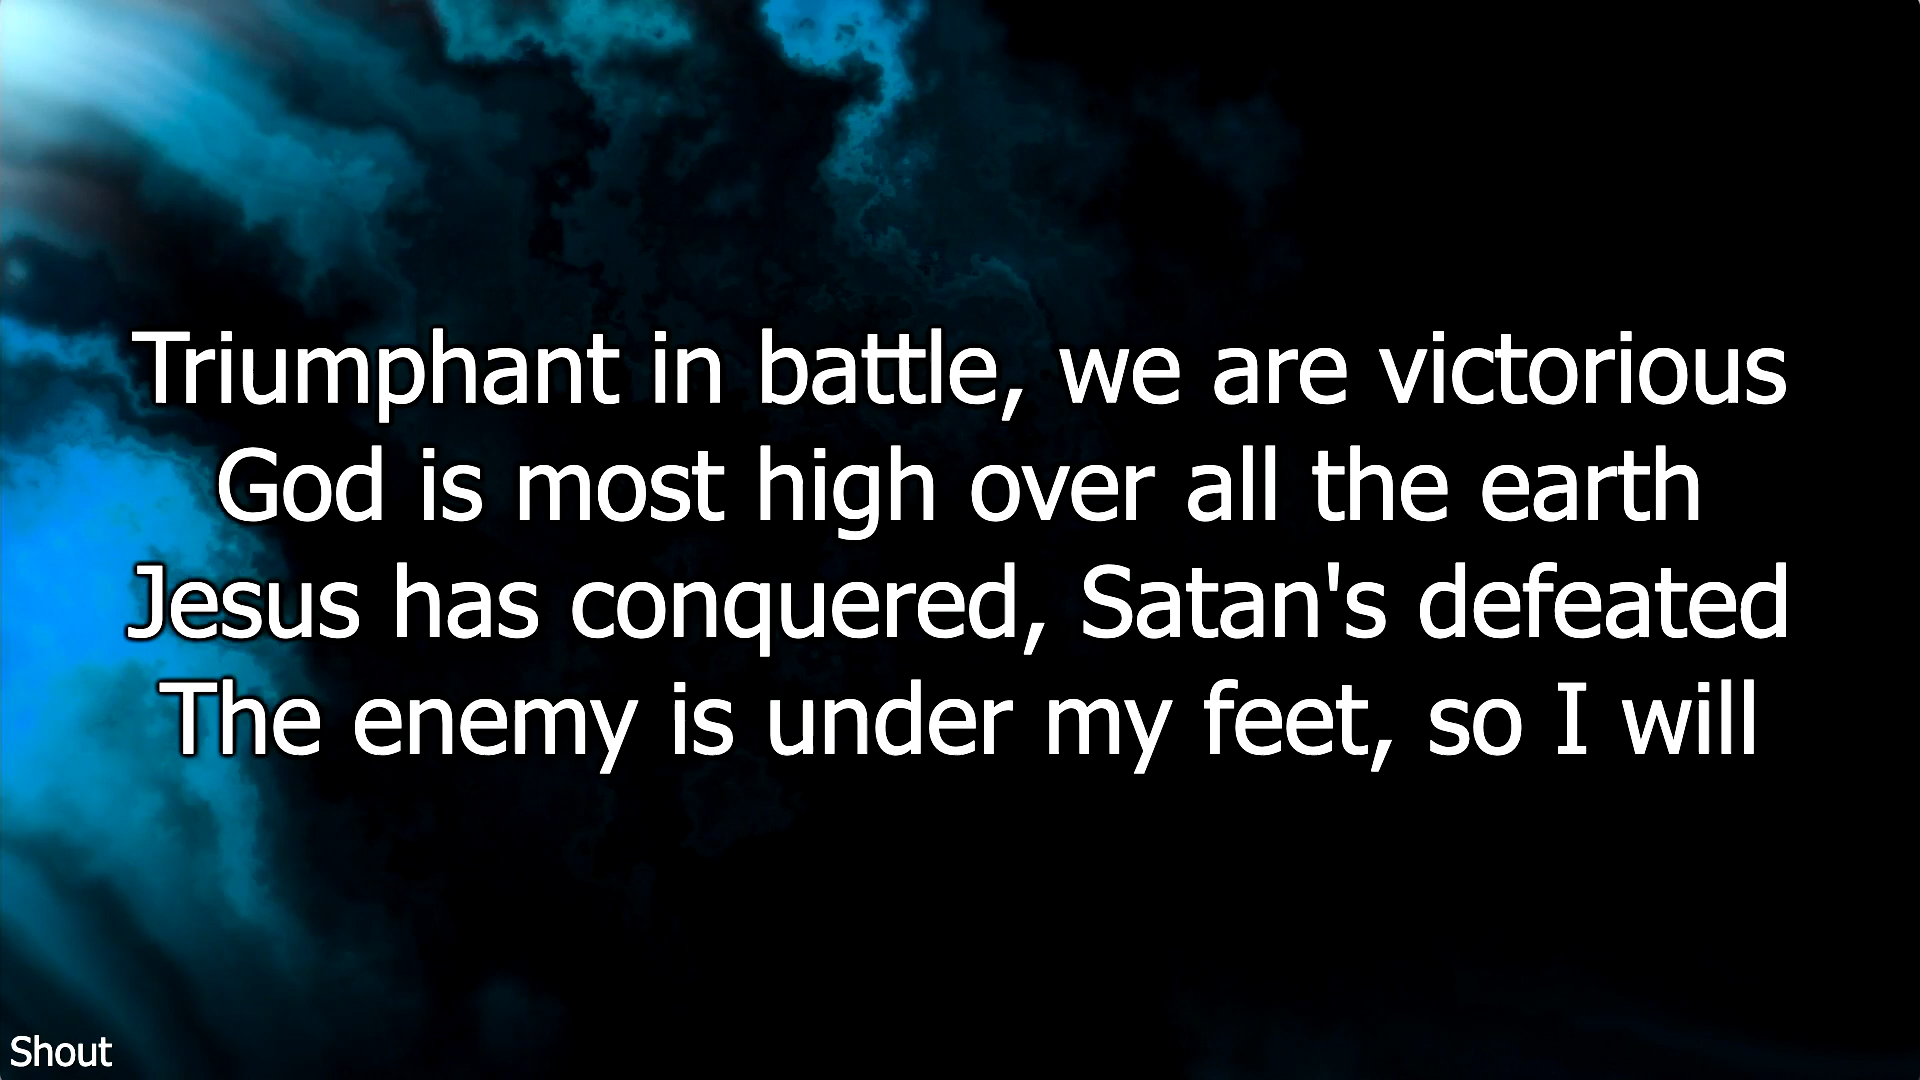 Triumphant in battle, we are victorious
God is most high over all the earth
Jesus has conquered, Satan's defeated
The enemy is under my feet, so I will
Shout